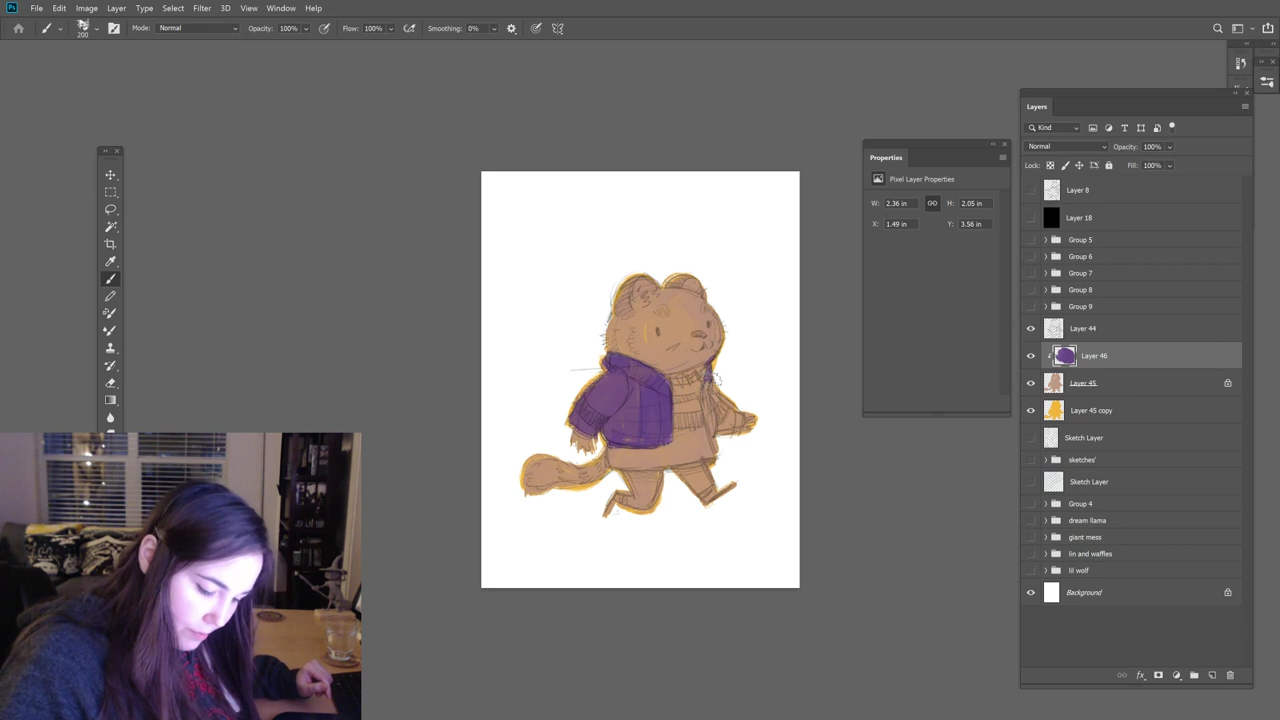 Ps File Edit Image Layer Type Select Filter 3D View Window Help
200 Mode: Normal Opacity: 100% Flow: 100% Smoothing: 0%
Layers
Kind
Normal Opacity: 100%
Lock: Fill: 100%
Layer 8
Layer 18
Group 5
Group 6
Group 7
Group 8
Group 9
Layer 44
Layer 46
Layer 45
Layer 45 copy
Sketch Layer
sketches'
Sketch Layer
Group 4
dream llama
giant mess
lin and waffles
lil wolf
Background
Properties
Pixel Layer Properties
W: 2.36 in H: 2.05 in
X: 1.49 in Y: 3.56 in